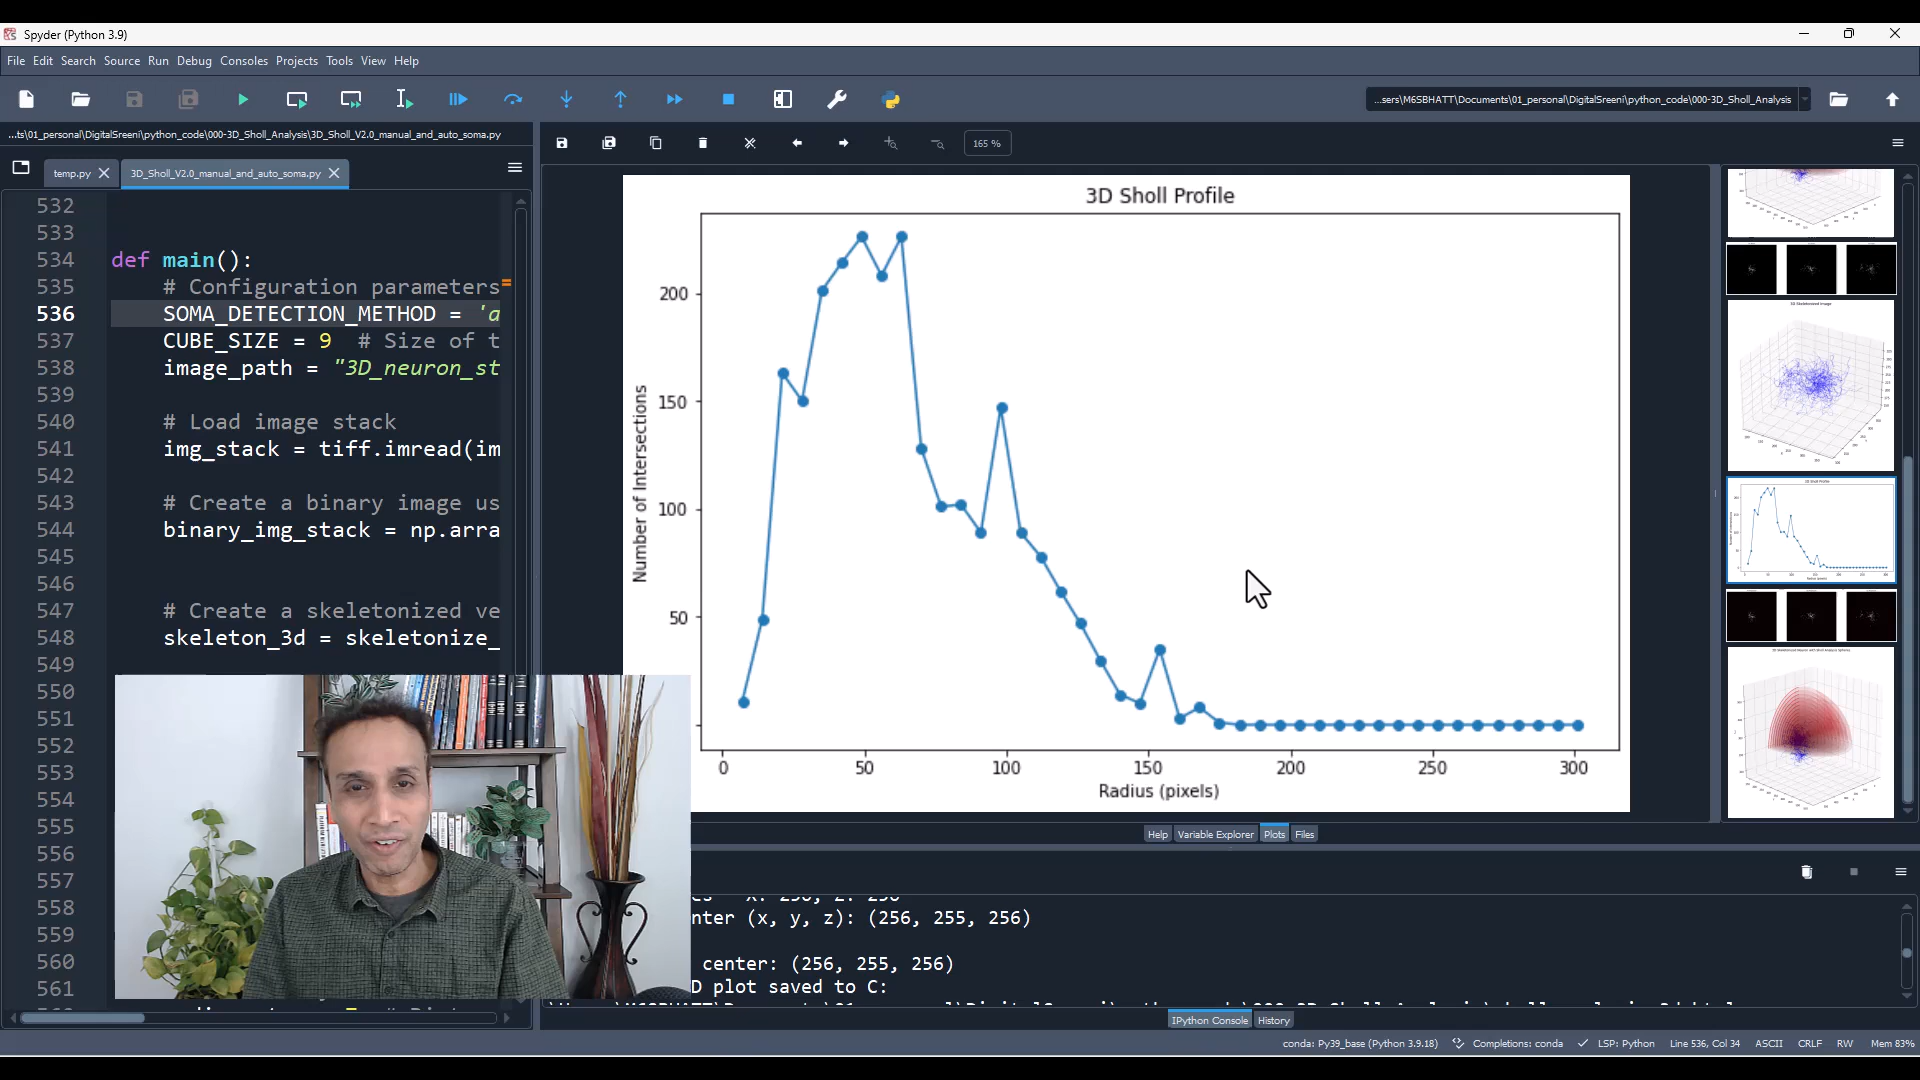 Spyder (Python 3.9)
File Edit Search Source Run Debug Consoles Projects Tools View Help
...sers\M6SBHATT\Documents\01_personal\DigitalSreeni\python_code\000-3D_Sholl_Analysis
...ts\01_personal\DigitalSreeni\python_code\000-3D_Sholl_Analysis\3D_Sholl_V2.0_manual_and_auto_soma.py
165 %
temp.py
3D_Sholl_V2.0_manual_and_auto_soma.py
532
533
534 def main():
535 # Configuration parameters
536 SOMA_DETECTION_METHOD = 'a
537 CUBE_SIZE = 9 # Size of t
538 image_path = "3D_neuron_st
539
540 # Load image stack
541 img_stack = tiff.imread(im
542
543 # Create a binary image us
544 binary_img_stack = np.arra
545
546
547 # Create a skeletonized ve
548 skeleton_3d = skeletonize_
549
550
551
552
553
554
555
556
557
558
559
560
561
3D Sholl Profile
Number of Intersections
200
150
100
50
0 50 100 150 200 250 300
Radius (pixels)
Help Variable Explorer Plots Files
nter (x, y, z): (256, 255, 256)
center: (256, 255, 256)
D plot saved to C:
IPython Console History
conda: Py39_base (Python 3.9.18) Completions: conda LSP: Python Line 536, Col 34 ASCII CRLF RW Mem 83%